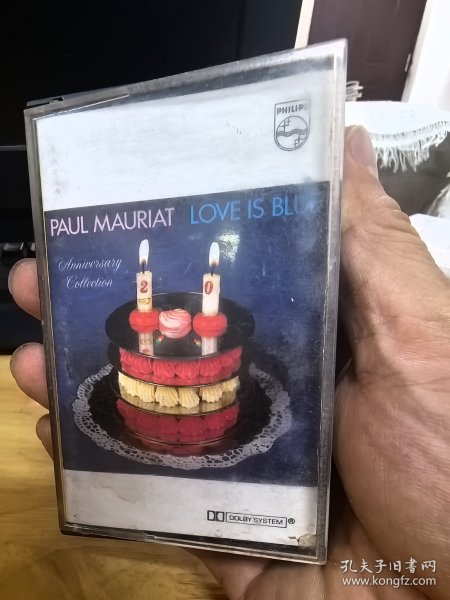 PHILIPS
PAUL MAURIAT LOVE IS BLUE
Anniversary
Collection
2 0
DOLBY SYSTEM ®
孔夫子旧书网
www.kongfz.com